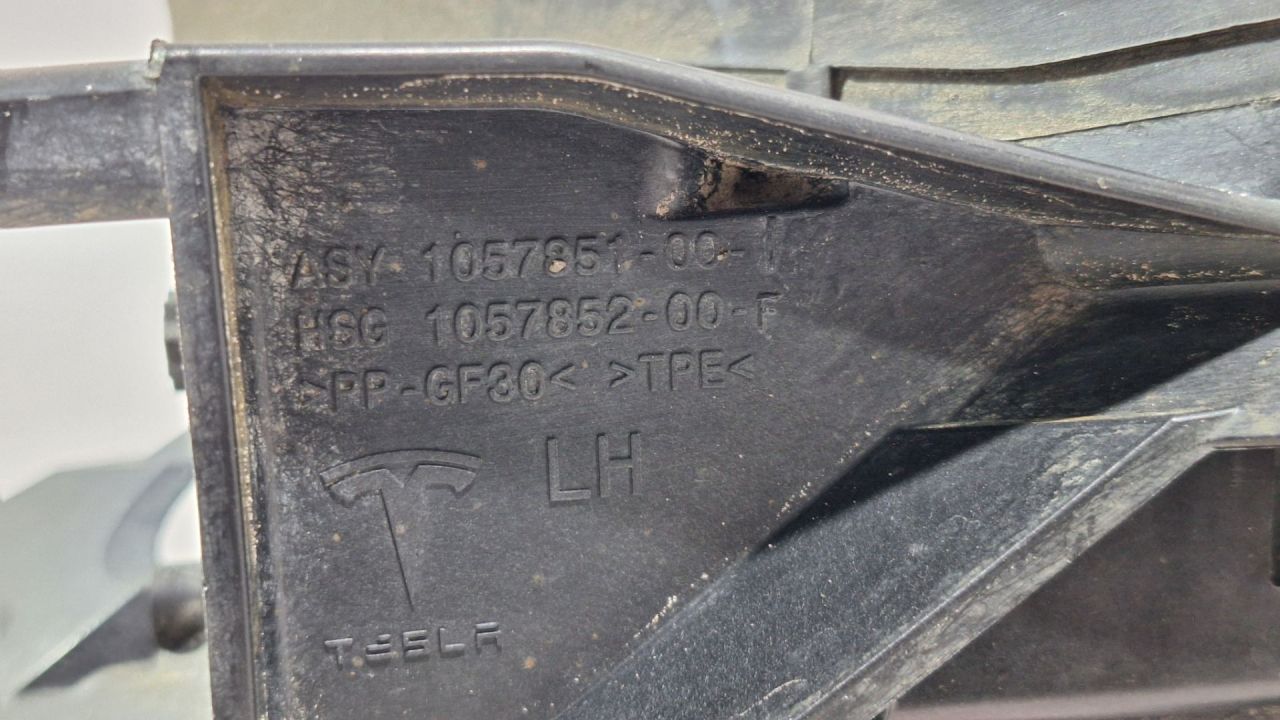 ASY 1057851-00-I
HSG 1057852-00-F
>PP-GF30< >TPE<
LH
TESLA